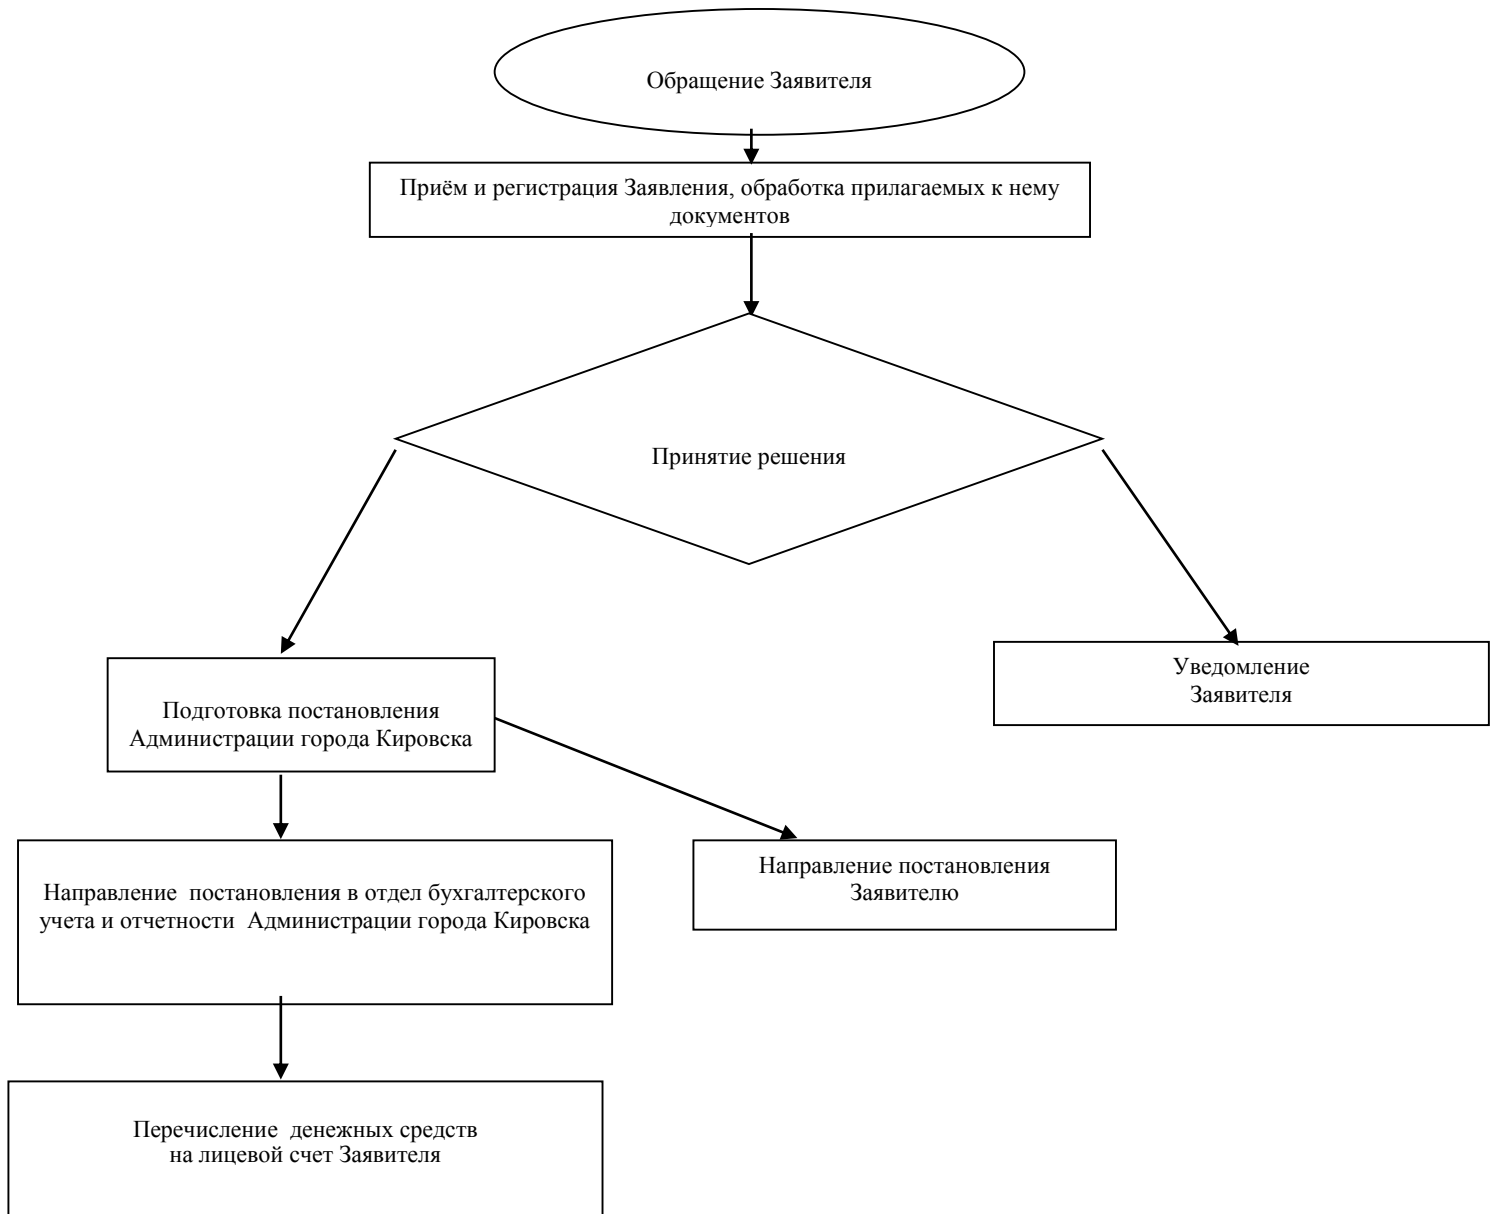 Обращение Заявителя
Приём и регистрация Заявления, обработка прилагаемых к нему
документов
Принятие решения
Уведомление
Заявителя
Подготовка постановления
Администрации города Кировска
Направление постановления
Заявителю
Направление  постановления в отдел бухгалтерского
учета и отчетности  Администрации города Кировска
Перечисление  денежных средств
на лицевой счет Заявителя